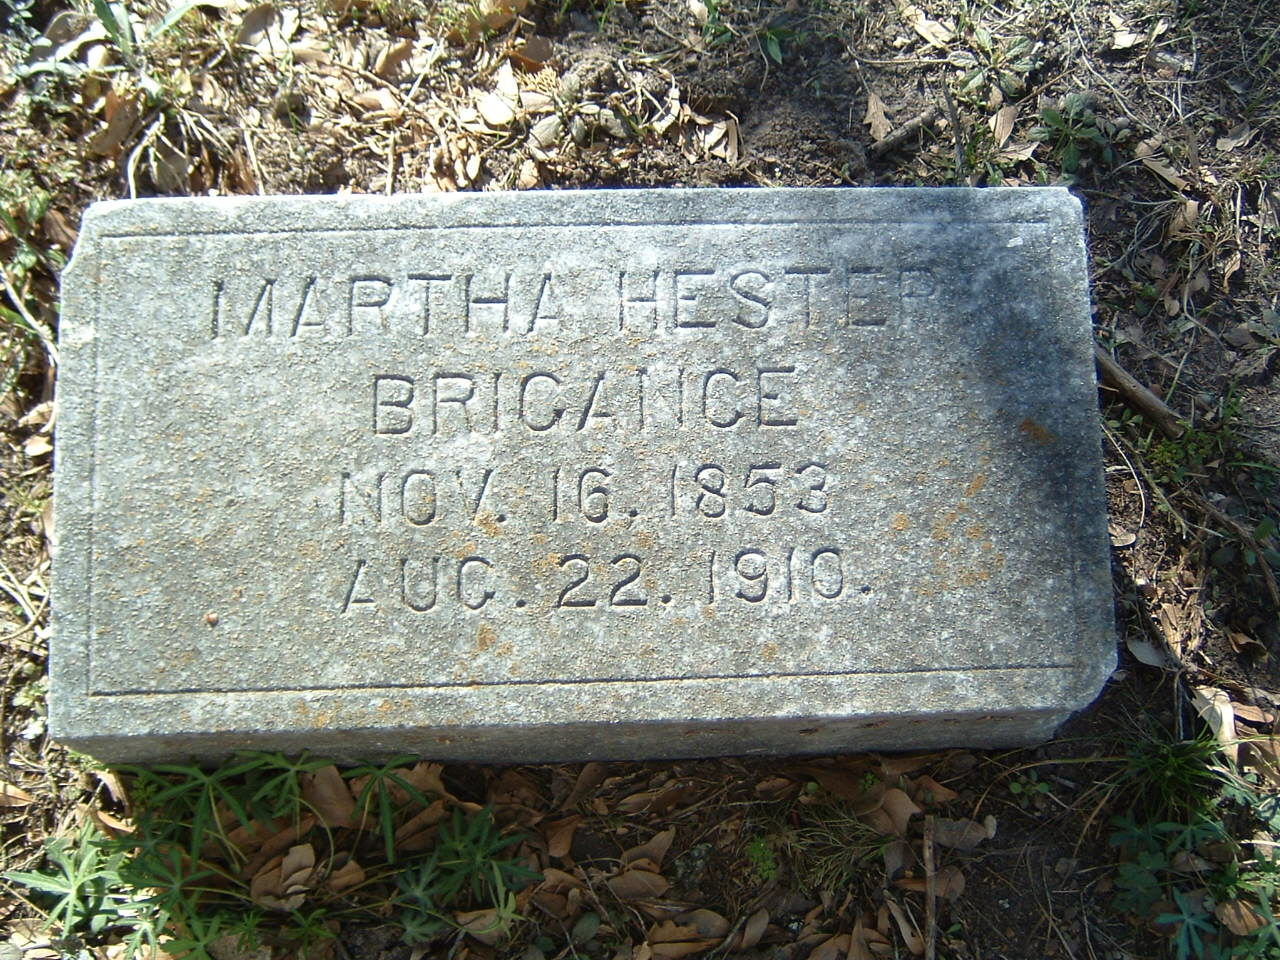 MARTHA HESTER
BRIGANCE
NOV. 16. 1853
AUG. 22. 1910.